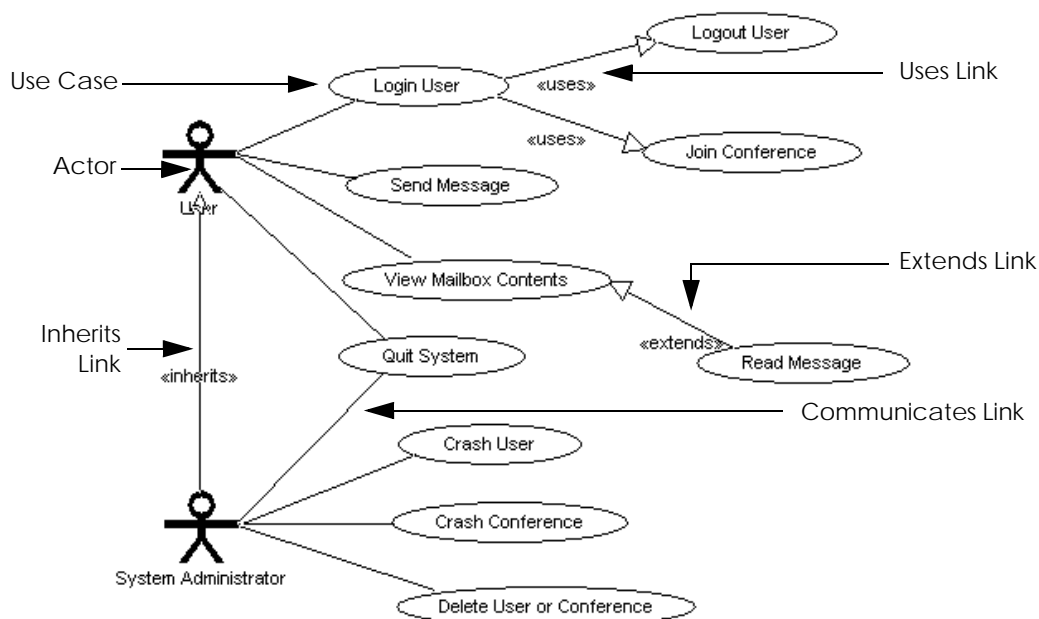 Logout User
Use Case
Login User
«uses»
Uses Link
«uses»
Join Conference
Actor
Send Message
User
View Mailbox Contents
Extends Link
Inherits
Link
«extends»
Quit System
Read Message
«inherits»
Communicates Link
Crash User
Crash Conference
System Administrator
Delete User or Conference